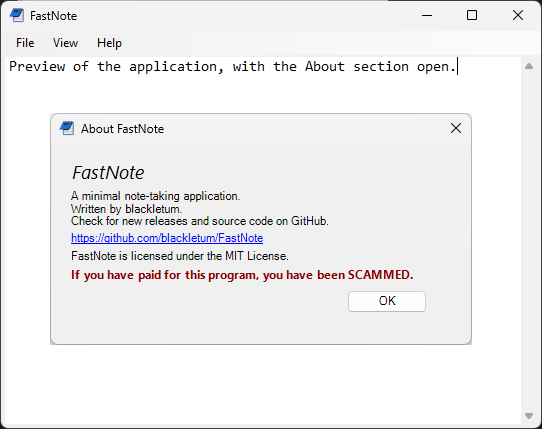 FastNote
File View Help
Preview of the application, with the About section open.
About FastNote
FastNote
A minimal note-taking application.
Written by blackletum.
Check for new releases and source code on GitHub.
https://github.com/blackletum/FastNote
FastNote is licensed under the MIT License.
If you have paid for this program, you have been SCAMMED.
OK